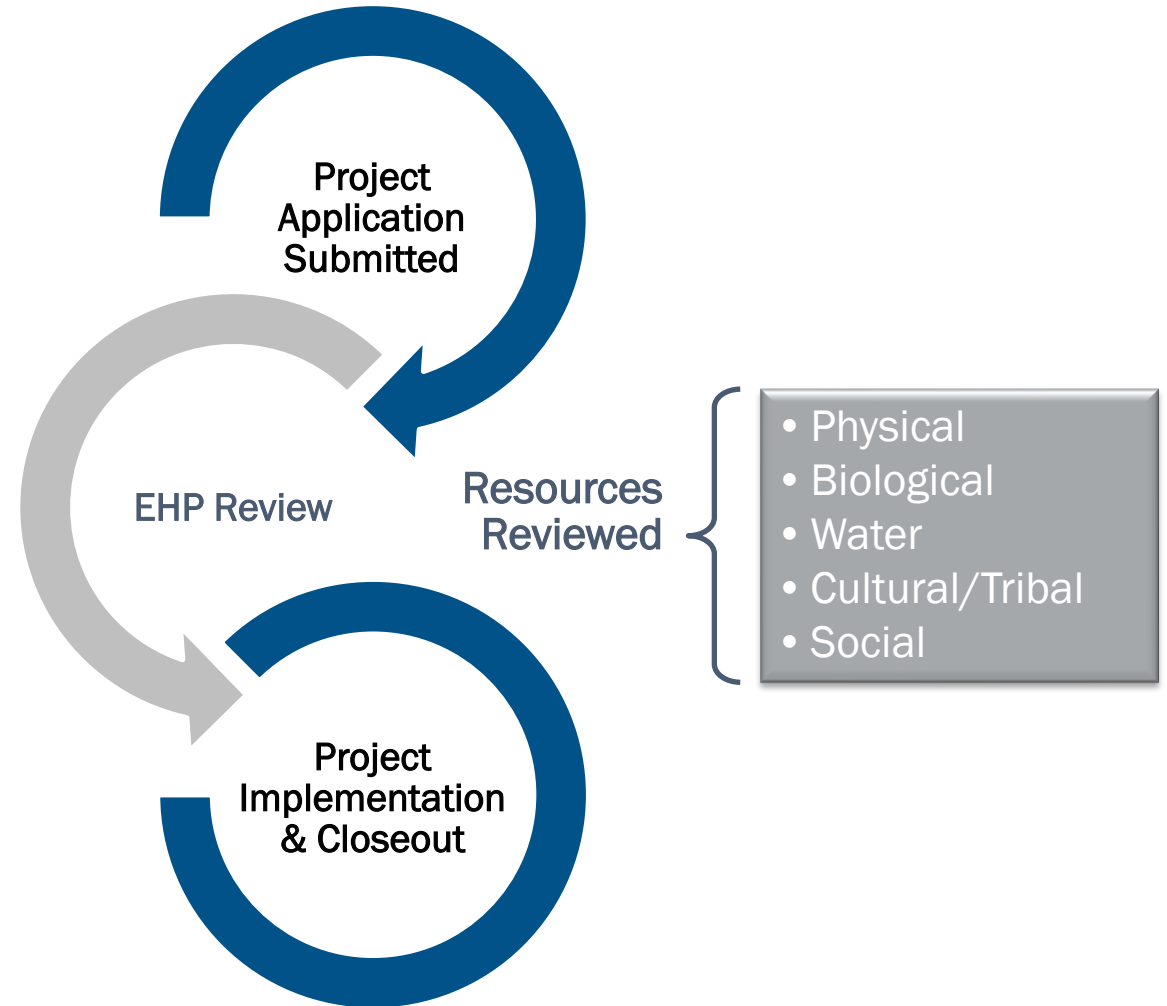 Project
Application
Submitted
EHP Review
Resources
Reviewed
• Physical
• Biological
• Water
• Cultural/Tribal
• Social
Project
Implementation
& Closeout